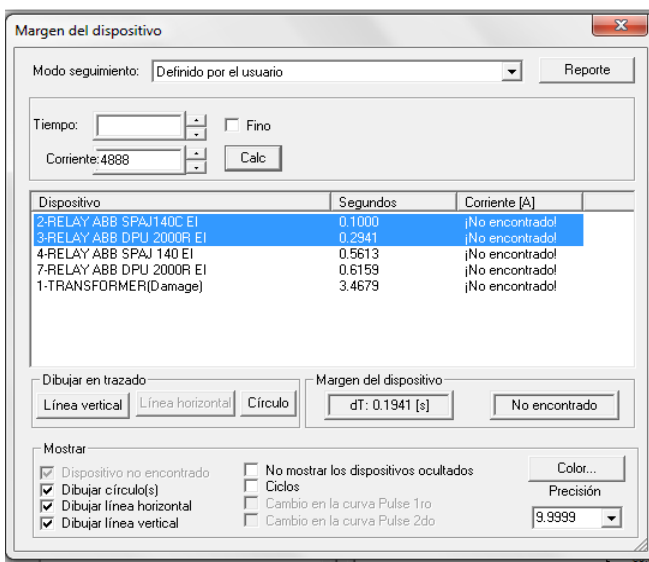 Margen del dispositivo
Modo seguimiento: Definido por el usuario Reporte
Tiempo: Fino
Corriente: 4888 Calc
Dispositivo Segundos Corriente [A]
2-RELAY ABB SPAJ140C EI 0.1000 ¡No encontrado!
3-RELAY ABB DPU 2000R EI 0.2941 ¡No encontrado!
4-RELAY ABB SPAJ 140 EI 0.5613 ¡No encontrado!
7-RELAY ABB DPU 2000R EI 0.6159 ¡No encontrado!
1-TRANSFORMER(Damage) 3.4679 ¡No encontrado!
Dibujar en trazado Margen del dispositivo
Línea vertical Línea horizontal Círculo dT: 0.1941 [s] No encontrado
Mostrar
Dispositivo no encontrado No mostrar los dispositivos ocultados Color...
Dibujar círculo(s) Ciclos Precisión
Dibujar línea horizontal Cambio en la curva Pulse 1ro 9.9999
Dibujar línea vertical Cambio en la curva Pulse 2do